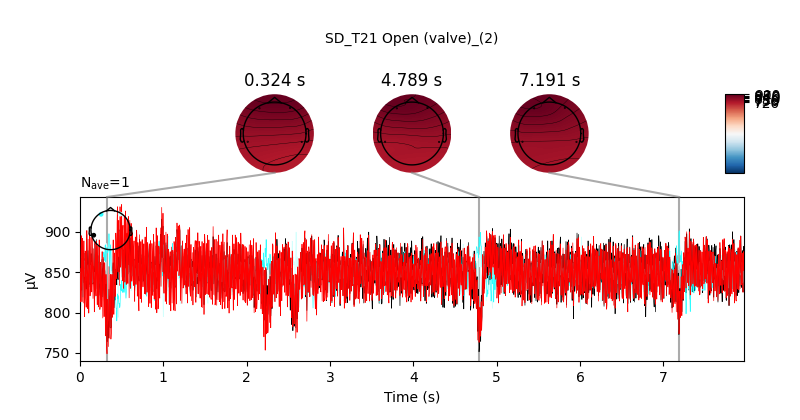 SD_T21 Open (valve)_(2)
0.324 s
4.789 s
7.191 s
Nave=1
900
850
800
750
µV
0
1
2
3
4
5
6
7
Time (s)